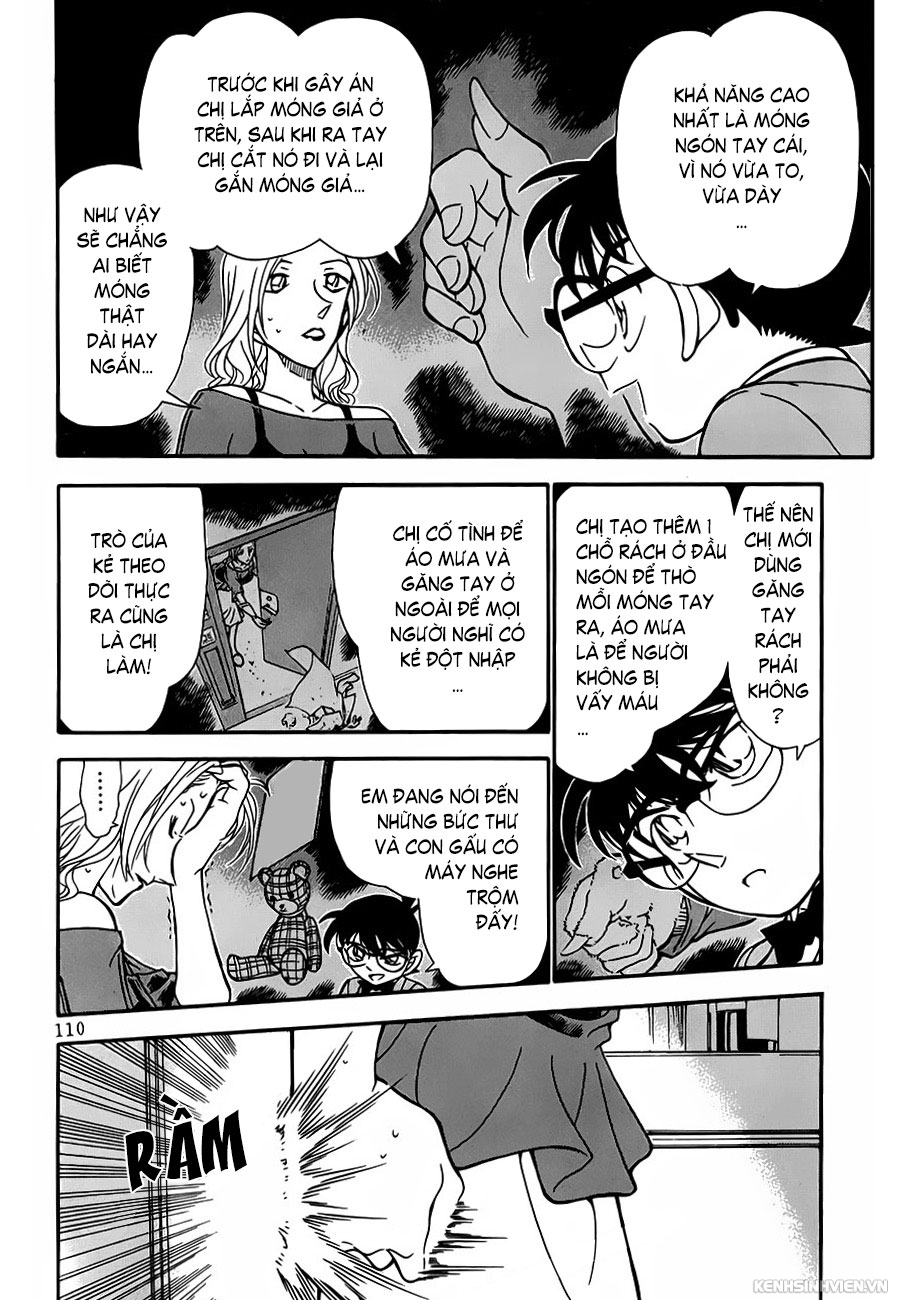 KHẢ NĂNG CAO
NHẤT LÀ MÓNG
NGÓN TAY CÁI,
VÌ NÓ VỪA TO,
VỪA DÀY
...
TRƯỚC KHI GÂY ÁN
CHỊ LẮP MÓNG GIẢ Ở
TRÊN, SAU KHI RA TAY
CHỊ CẮT NÓ ĐI VÀ LẠI
GẮN MÓNG GIẢ...
NHƯ VẬY
SẼ CHẲNG
AI BIẾT
MÓNG
THẬT
DÀI HAY
NGẮN...
THẾ NÊN
CHỊ MỚI
DÙNG
GĂNG
TAY
RÁCH
PHẢI
KHÔNG
?
CHỊ TẠO THÊM 1
CHỖ RÁCH Ở ĐẦU
NGÓN ĐỂ THÒ
MỖI MÓNG TAY
RA, ÁO MƯA
LÀ ĐỂ NGƯỜI
KHÔNG BỊ
VẤY MÁU
...
CHỊ CỐ TÌNH ĐỂ
ÁO MƯA VÀ
GĂNG TAY Ở
NGOÀI ĐỂ MỌI
NGƯỜI NGHĨ CÓ
KẺ ĐỘT NHẬP
...
TRÒ CỦA
KẺ THEO
DÕI THỰC
RA CŨNG
LÀ CHỊ
LÀM!
EM ĐANG NÓI ĐẾN
NHỮNG BỨC THƯ
VÀ CON GẤU CÓ
MÁY NGHE
TRỘM
ĐẤY!
......
110
RẦM
KENHSINHVIEN.VN